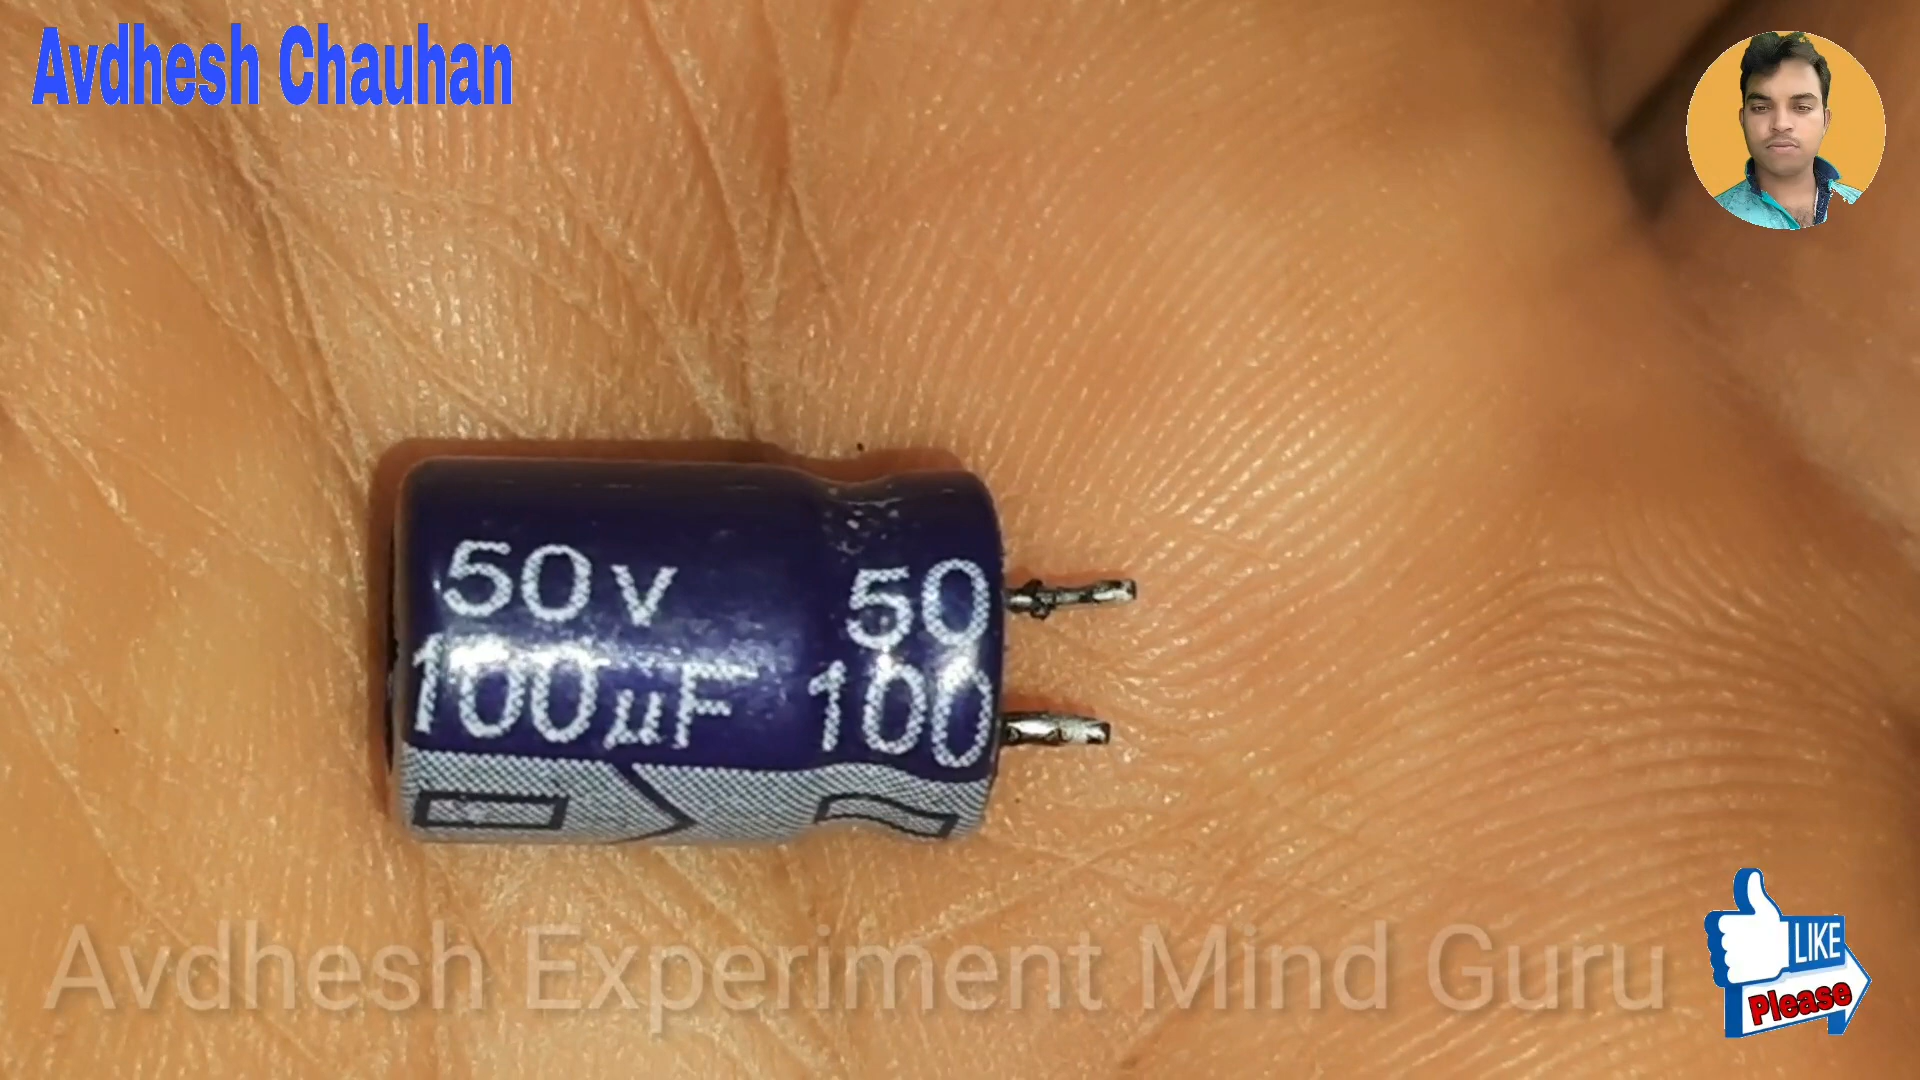 Avdhesh Chauhan
50v 50
100µF 100
Avdhesh Experiment Mind Guru
LIKE
Please